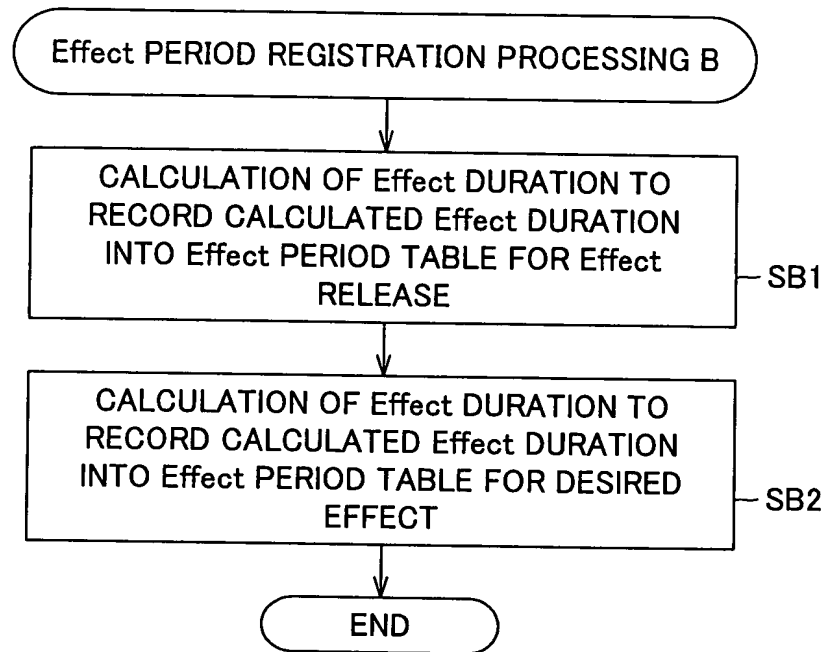 Effect PERIOD REGISTRATION PROCESSING B
CALCULATION OF Effect DURATION TO
RECORD CALCULATED Effect DURATION
INTO Effect PERIOD TABLE FOR Effect
RELEASE
SB1
CALCULATION OF Effect DURATION TO
RECORD CALCULATED Effect DURATION
INTO Effect PERIOD TABLE FOR DESIRED
EFFECT
SB2
END